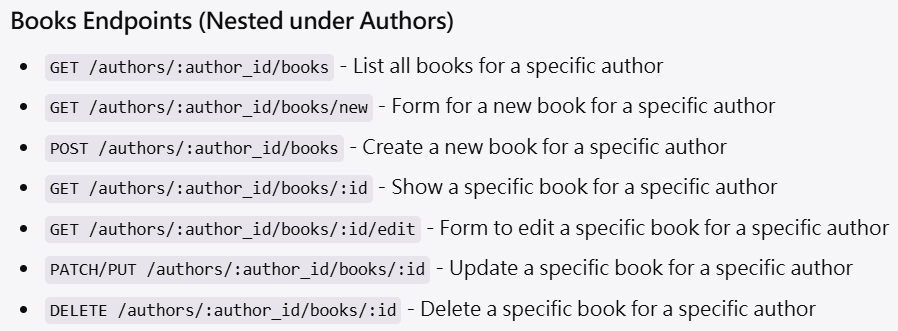 Books Endpoints (Nested under Authors)
• GET /authors/:author_id/books - List all books for a specific author
• GET /authors/:author_id/books/new - Form for a new book for a specific author
• POST /authors/:author_id/books - Create a new book for a specific author
• GET /authors/:author_id/books/:id - Show a specific book for a specific author
• GET /authors/:author_id/books/:id/edit - Form to edit a specific book for a specific author
• PATCH/PUT /authors/:author_id/books/:id - Update a specific book for a specific author
• DELETE /authors/:author_id/books/:id - Delete a specific book for a specific author